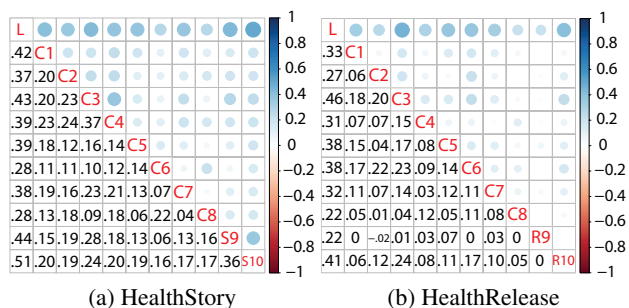 L
.42 C1
.37 .20 C2
.43 .20 .23 C3
.39 .23 .24 .37 C4
.39 .18 .12 .16 .14 C5
.28 .11 .11 .10 .12 .14 C6
.38 .19 .16 .23 .21 .13 .07 C7
.28 .13 .18 .09 .18 .06 .22 .04 C8
.44 .15 .19 .28 .18 .13 .06 .13 .16 S9
.51 .20 .19 .24 .20 .19 .16 .17 .17 .36 S10
1
0.8
0.6
0.4
0.2
0
−0.2
−0.4
−0.6
−0.8
−1
(a) HealthStory
L
.33 C1
.27 .06 C2
.46 .18 .20 C3
.31 .07 .07 .15 C4
.38 .15 .04 .17 .08 C5
.38 .17 .22 .23 .09 .14 C6
.32 .11 .07 .14 .03 .12 .11 C7
.22 .05 .01 .04 .12 .05 .11 .08 C8
.22 0 −.02 .01 .03 .07 0 .03 0 R9
.41 .06 .12 .24 .08 .11 .17 .10 .05 0 R10
1
0.8
0.6
0.4
0.2
0
−0.2
−0.4
−0.6
−0.8
−1
(b) HealthRelease